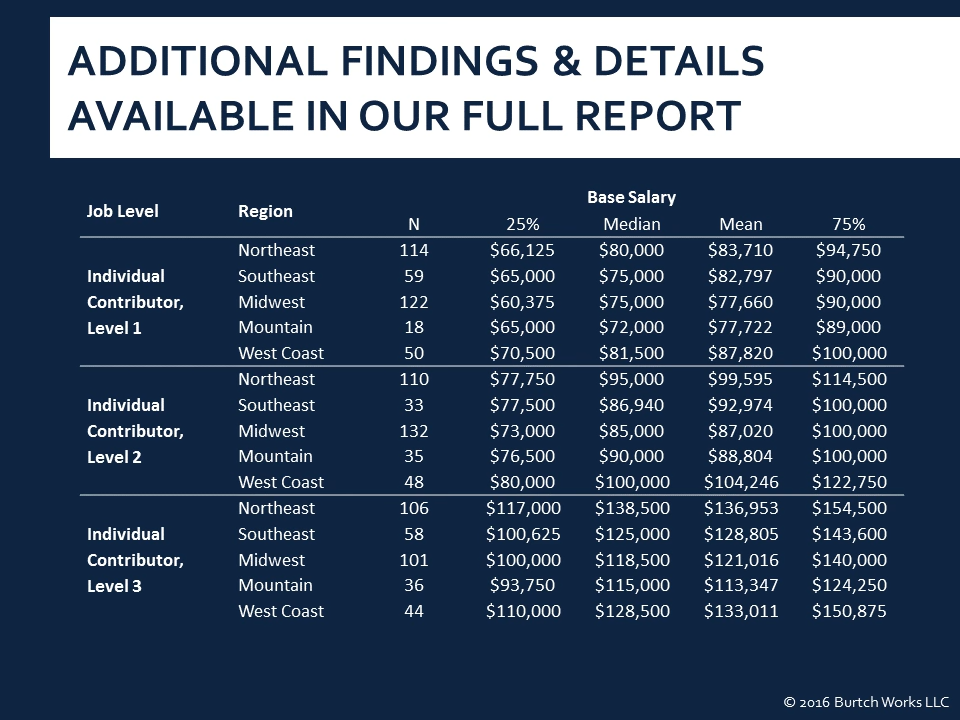 ADDITIONAL FINDINGS & DETAILS
AVAILABLE IN OUR FULL REPORT
Job Level Region Base Salary
N 25% Median Mean 75%
Individual Contributor, Level 1
Northeast 114 $66,125 $80,000 $83,710 $94,750
Southeast 59 $65,000 $75,000 $82,797 $90,000
Midwest 122 $60,375 $75,000 $77,660 $90,000
Mountain 18 $65,000 $72,000 $77,722 $89,000
West Coast 50 $70,500 $81,500 $87,820 $100,000
Individual Contributor, Level 2
Northeast 110 $77,750 $95,000 $99,595 $114,500
Southeast 33 $77,500 $86,940 $92,974 $100,000
Midwest 132 $73,000 $85,000 $87,020 $100,000
Mountain 35 $76,500 $90,000 $88,804 $100,000
West Coast 48 $80,000 $100,000 $104,246 $122,750
Individual Contributor, Level 3
Northeast 106 $117,000 $138,500 $136,953 $154,500
Southeast 58 $100,625 $125,000 $128,805 $143,600
Midwest 101 $100,000 $118,500 $121,016 $140,000
Mountain 36 $93,750 $115,000 $113,347 $124,250
West Coast 44 $110,000 $128,500 $133,011 $150,875
© 2016 Burtch Works LLC